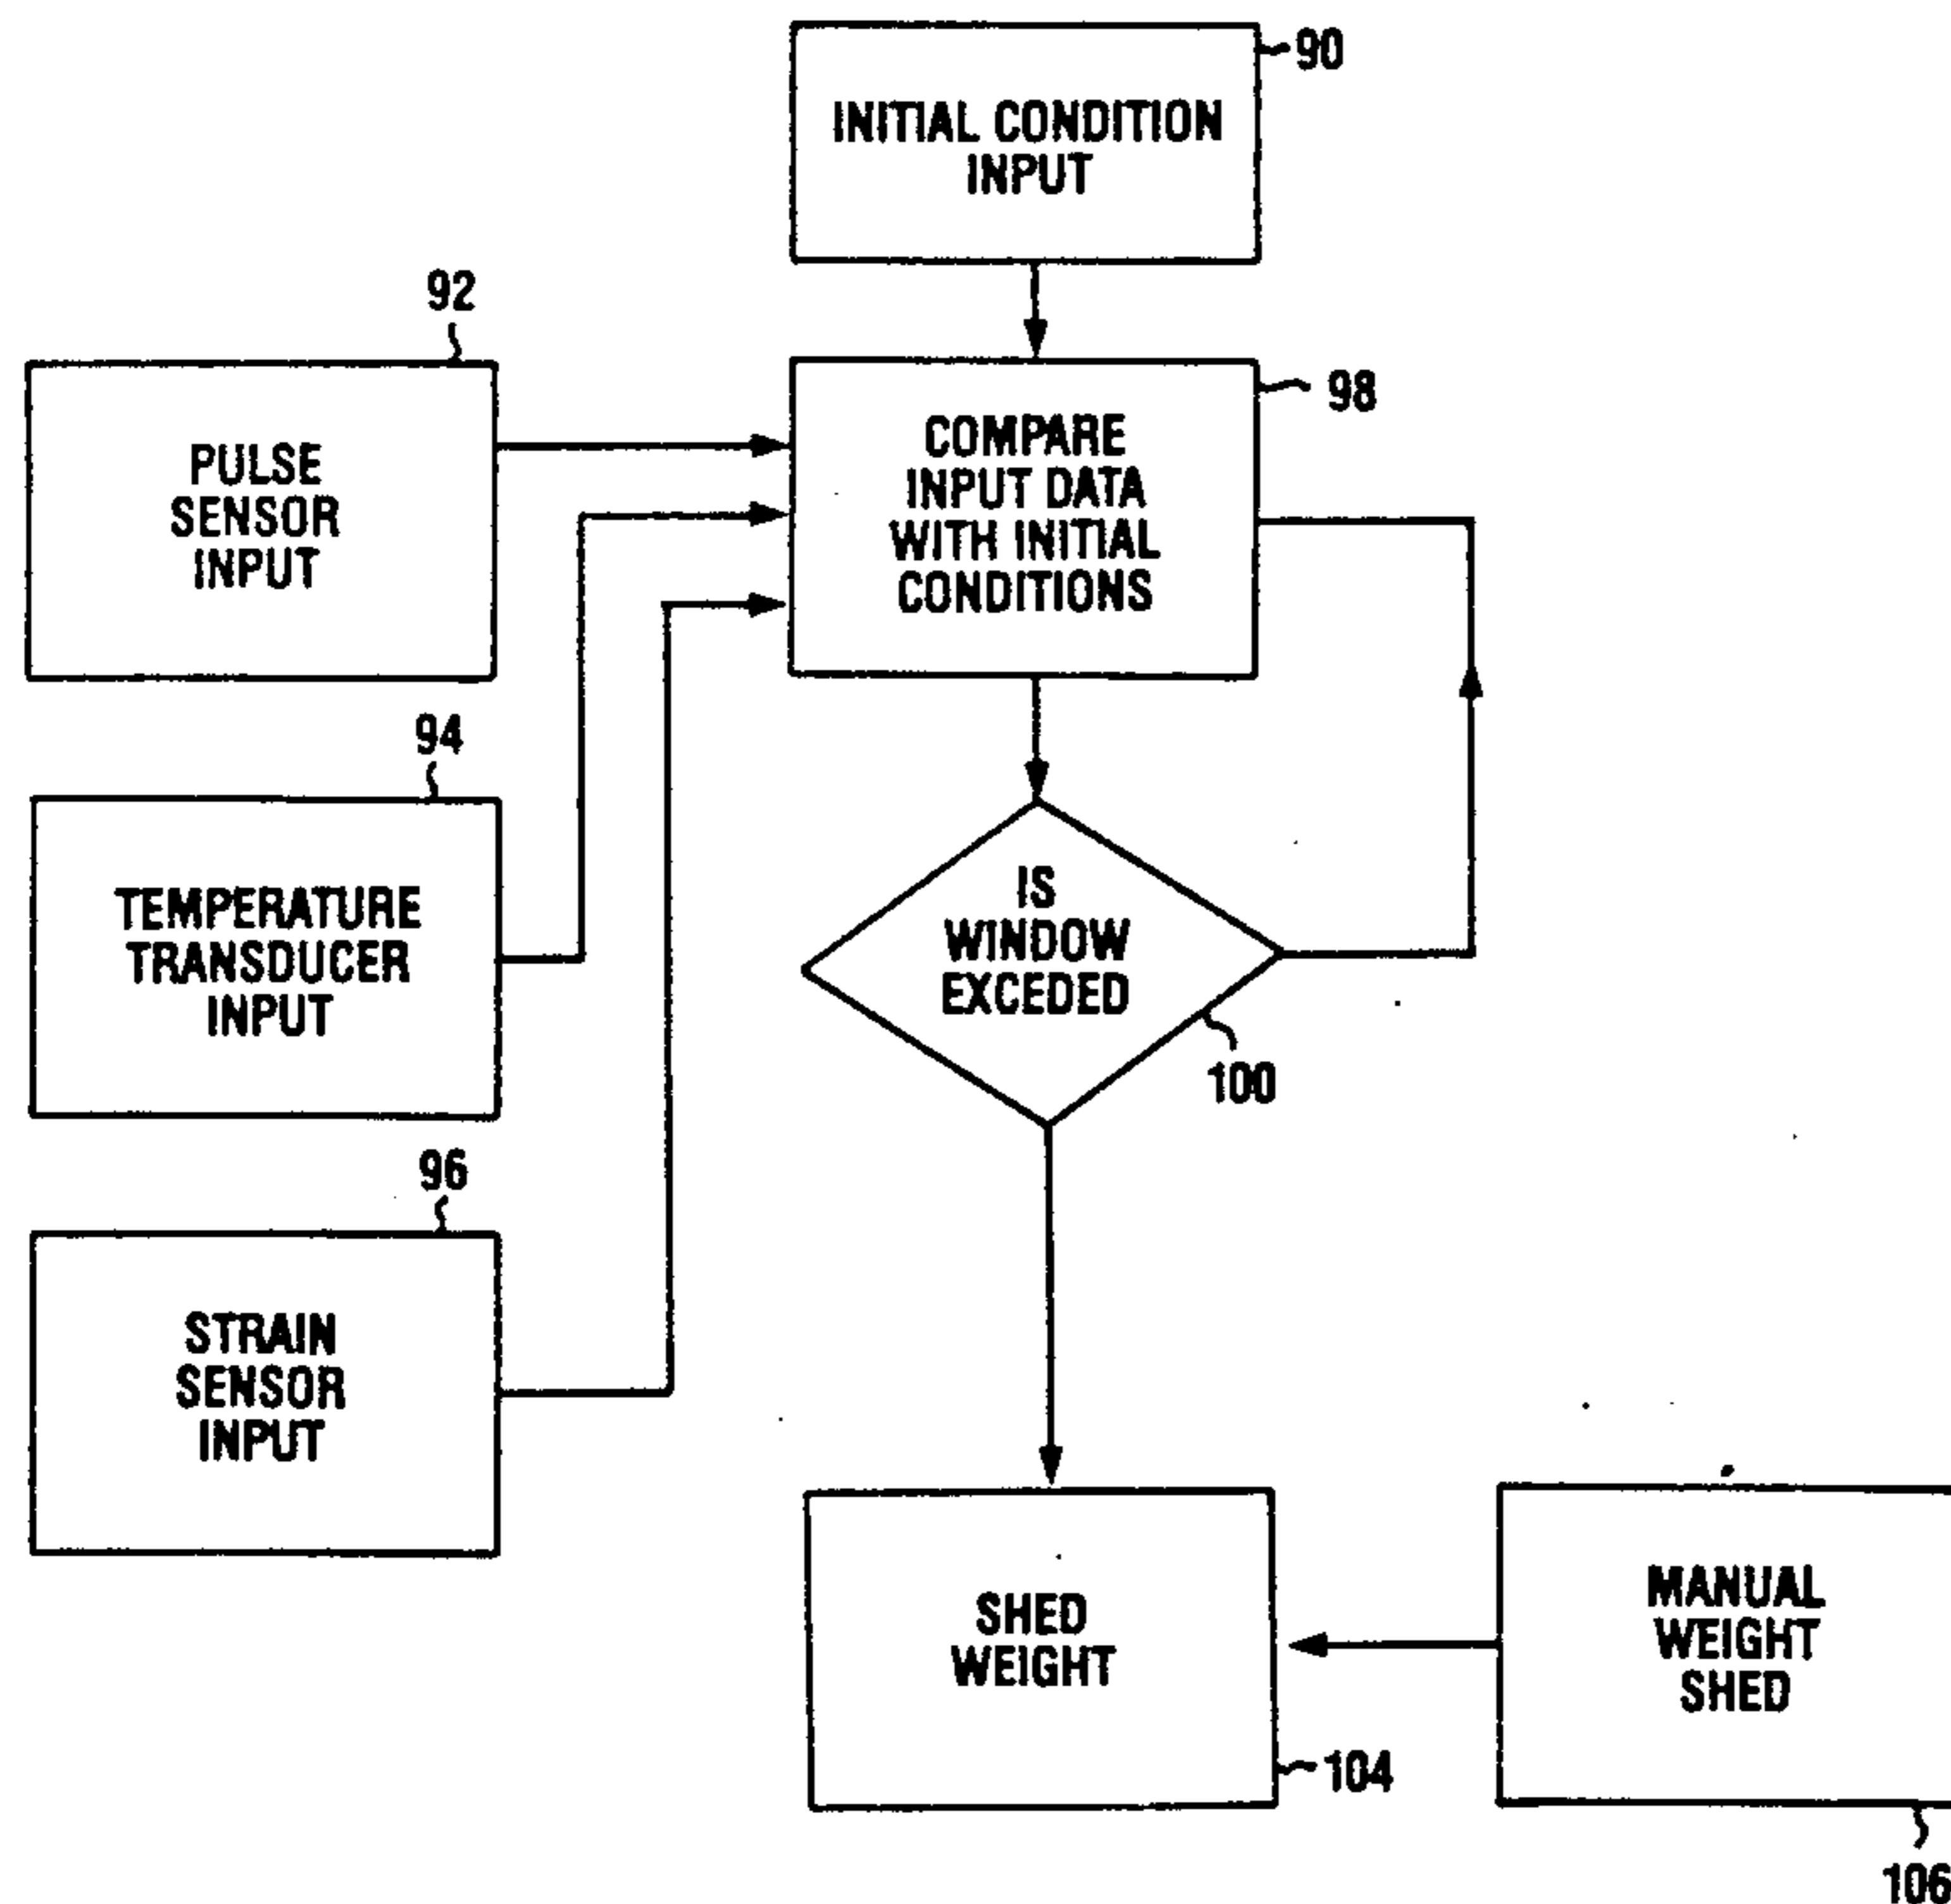 90
INITIAL CONDITION
INPUT
92
PULSE
SENSOR
INPUT
98
COMPARE
INPUT DATA
WITH INITIAL
CONDITIONS
94
TEMPERATURE
TRANSDUCER
INPUT
IS
WINDOW
EXCEDED
100
96
STRAIN
SENSOR
INPUT
SHED
WEIGHT
104
MANUAL
WEIGHT
SHED
106